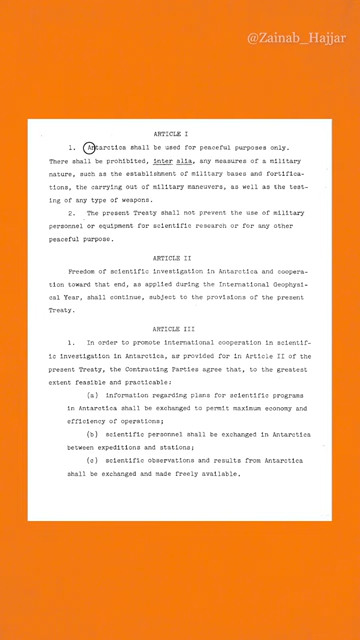 @Zainab_Hajjar
ARTICLE I
1. Antarctica shall be used for peaceful purposes only.
There shall be prohibited, inter alia, any measures of a military
nature, such as the establishment of military bases and fortifica-
tions, the carrying out of military maneuvers, as well as the test-
ing of any type of weapons.
2. The present Treaty shall not prevent the use of military
personnel or equipment for scientific research or for any other
peaceful purpose.
ARTICLE II
Freedom of scientific investigation in Antarctica and coopera-
tion toward that end, as applied during the International Geophysi-
cal Year, shall continue, subject to the provisions of the present
Treaty.
ARTICLE III
1. In order to promote international cooperation in scientif-
ic investigation in Antarctica, as provided for in Article II of
the present Treaty, the Contracting Parties agree that, to the greatest
extent feasible and practicable:
(a) information regarding plans for scientific programs
in Antarctica shall be exchanged to permit maximum economy and
efficiency of operations;
(b) scientific personnel shall be exchanged in Antarctica
between expeditions and stations;
(c) scientific observations and results from Antarctica
shall be exchanged and made freely available.